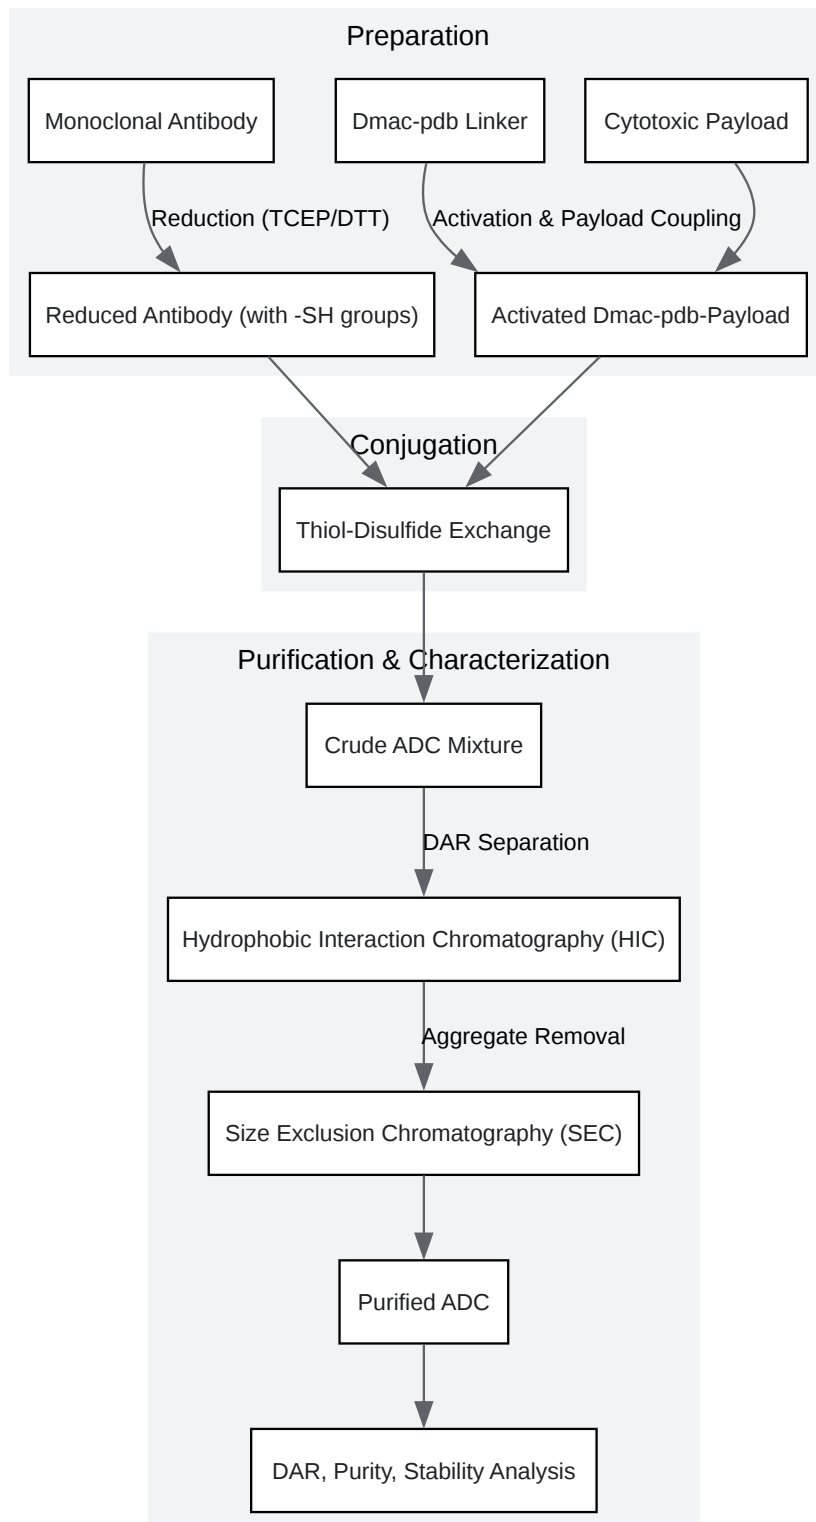 Preparation
Monoclonal Antibody
Dmac-pdb Linker
Cytotoxic Payload
Reduction (TCEP/DTT)
Activation & Payload Coupling
Reduced Antibody (with -SH groups)
Activated Dmac-pdb-Payload
Conjugation
Thiol-Disulfide Exchange
Purification & Characterization
Crude ADC Mixture
DAR Separation
Hydrophobic Interaction Chromatography (HIC)
Aggregate Removal
Size Exclusion Chromatography (SEC)
Purified ADC
DAR, Purity, Stability Analysis